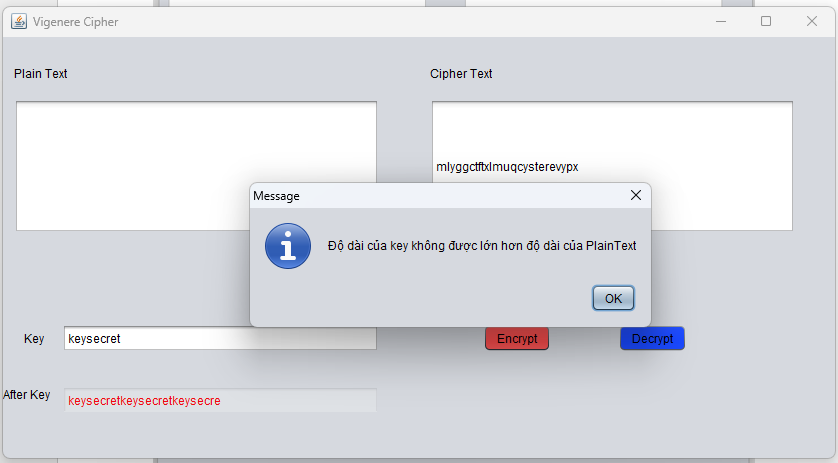 Vigenere Cipher
Plain Text
Cipher Text
mlyggctftxlmuqcysterevypx
Message
Độ dài của key không được lớn hơn độ dài của PlainText
OK
Key
keysecret
Encrypt
Decrypt
After Key
keysecretkeysecretkeysecre